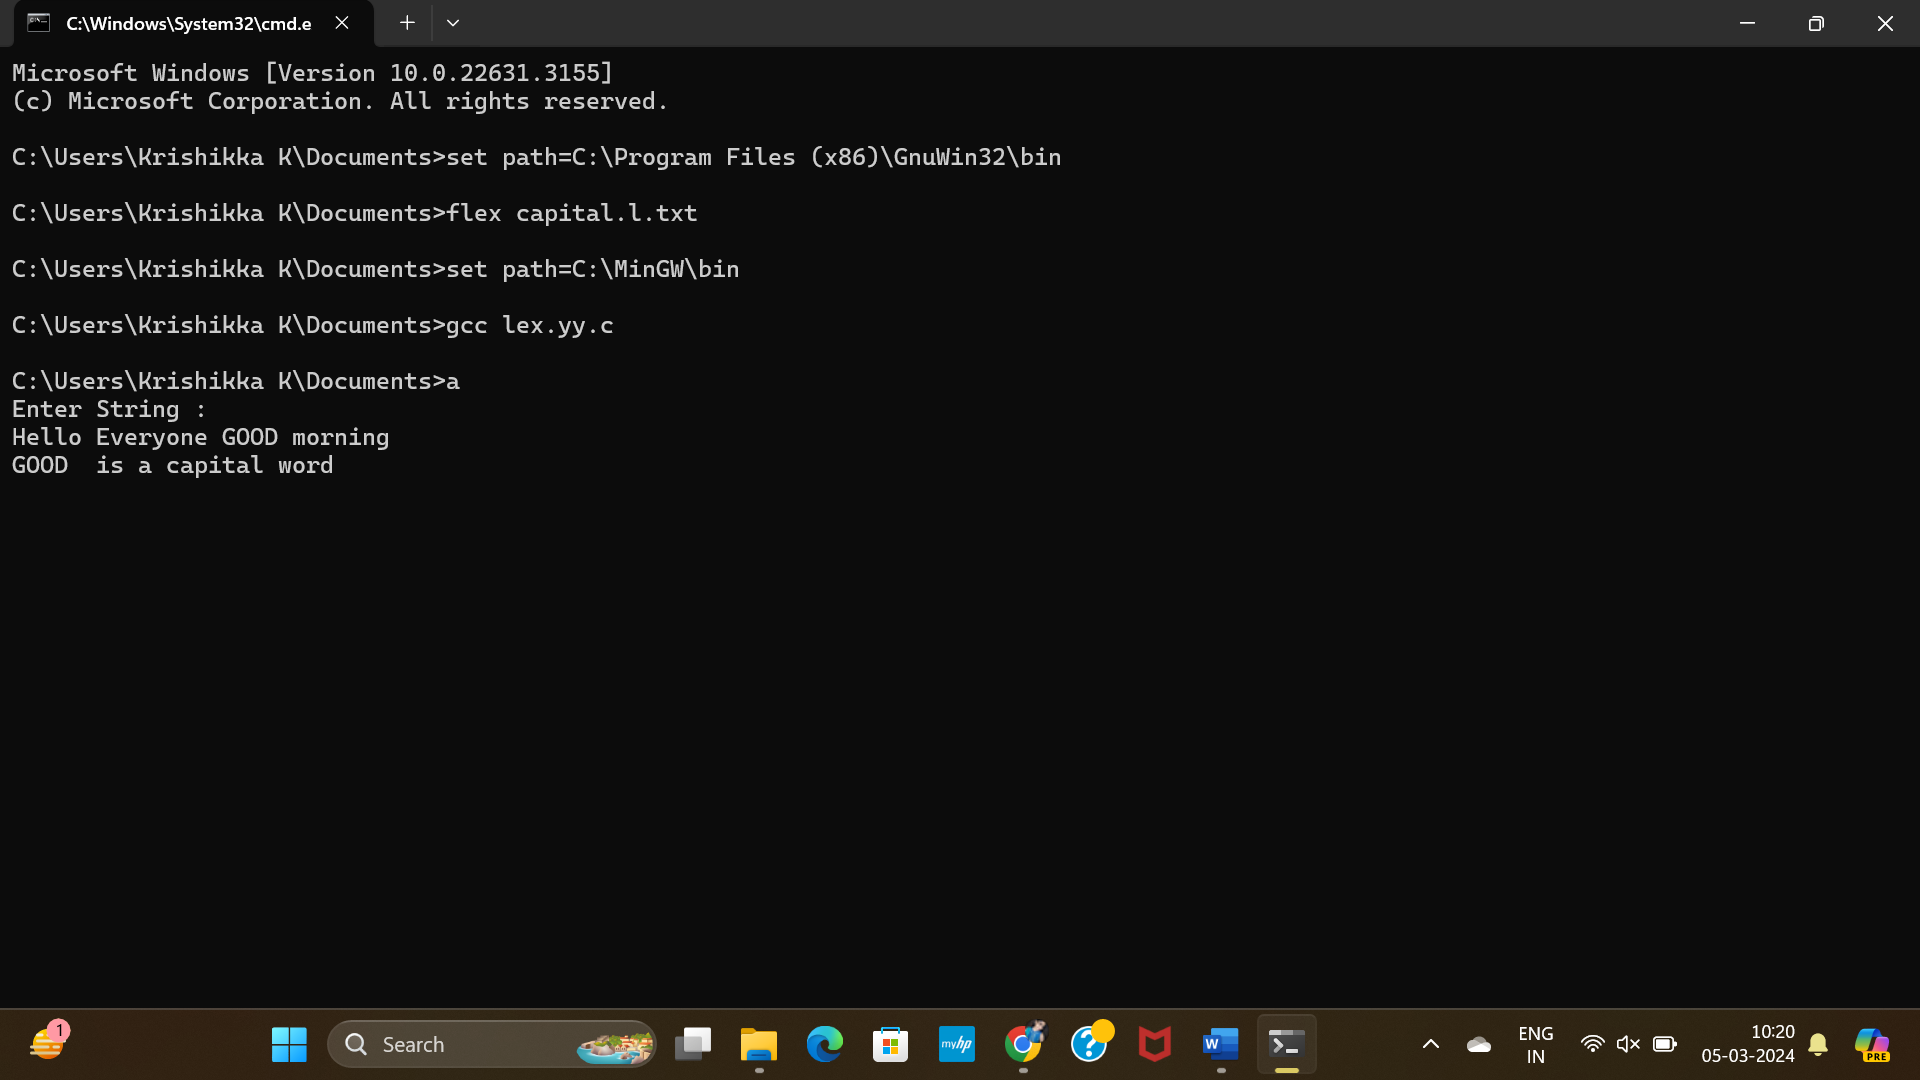 C:\Windows\System32\cmd.e
Microsoft Windows [Version 10.0.22631.3155]
(c) Microsoft Corporation. All rights reserved.
C:\Users\Krishikka K\Documents>set path=C:\Program Files (x86)\GnuWin32\bin
C:\Users\Krishikka K\Documents>flex capital.l.txt
C:\Users\Krishikka K\Documents>set path=C:\MinGW\bin
C:\Users\Krishikka K\Documents>gcc lex.yy.c
C:\Users\Krishikka K\Documents>a
Enter String :
Hello Everyone GOOD morning
GOOD  is a capital word
1
Search
myhp
W
ENG
IN
10:20
05-03-2024
PRE